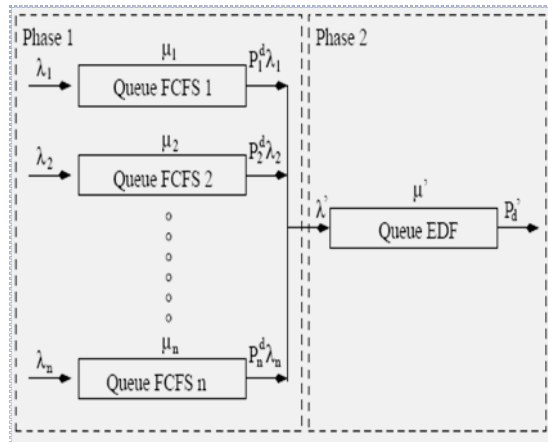 Phase 1
Phase 2
λ₁
μ₁
Queue FCFS 1
P₁ᵈλ₁
λ₂
μ₂
Queue FCFS 2
P₂ᵈλ₂
λ'
μ'
Queue EDF
P_d'
λₙ
μₙ
Queue FCFS n
Pₙᵈλₙ